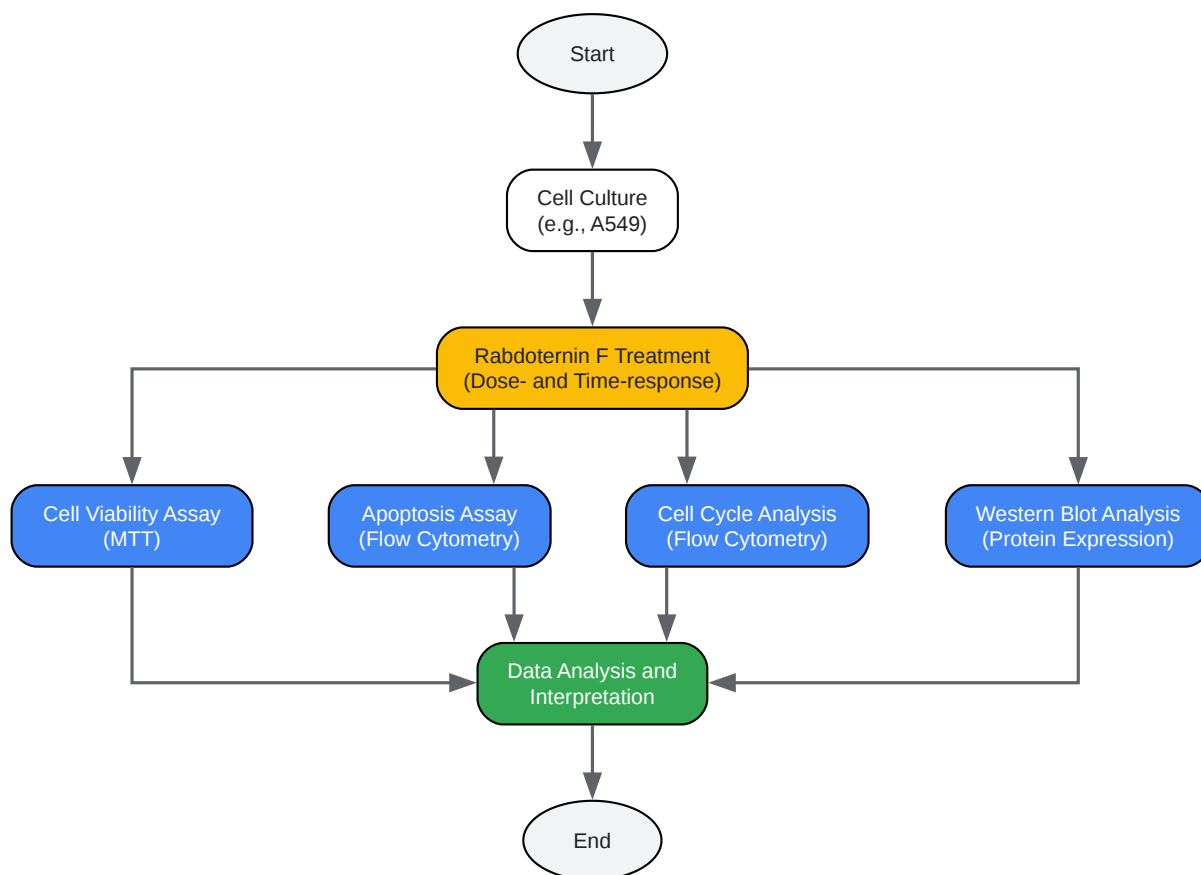 Start
Cell Culture
(e.g., A549)
Rabdoternin F Treatment
(Dose- and Time-response)
Cell Viability Assay
(MTT)
Apoptosis Assay
(Flow Cytometry)
Cell Cycle Analysis
(Flow Cytometry)
Western Blot Analysis
(Protein Expression)
Data Analysis and
Interpretation
End